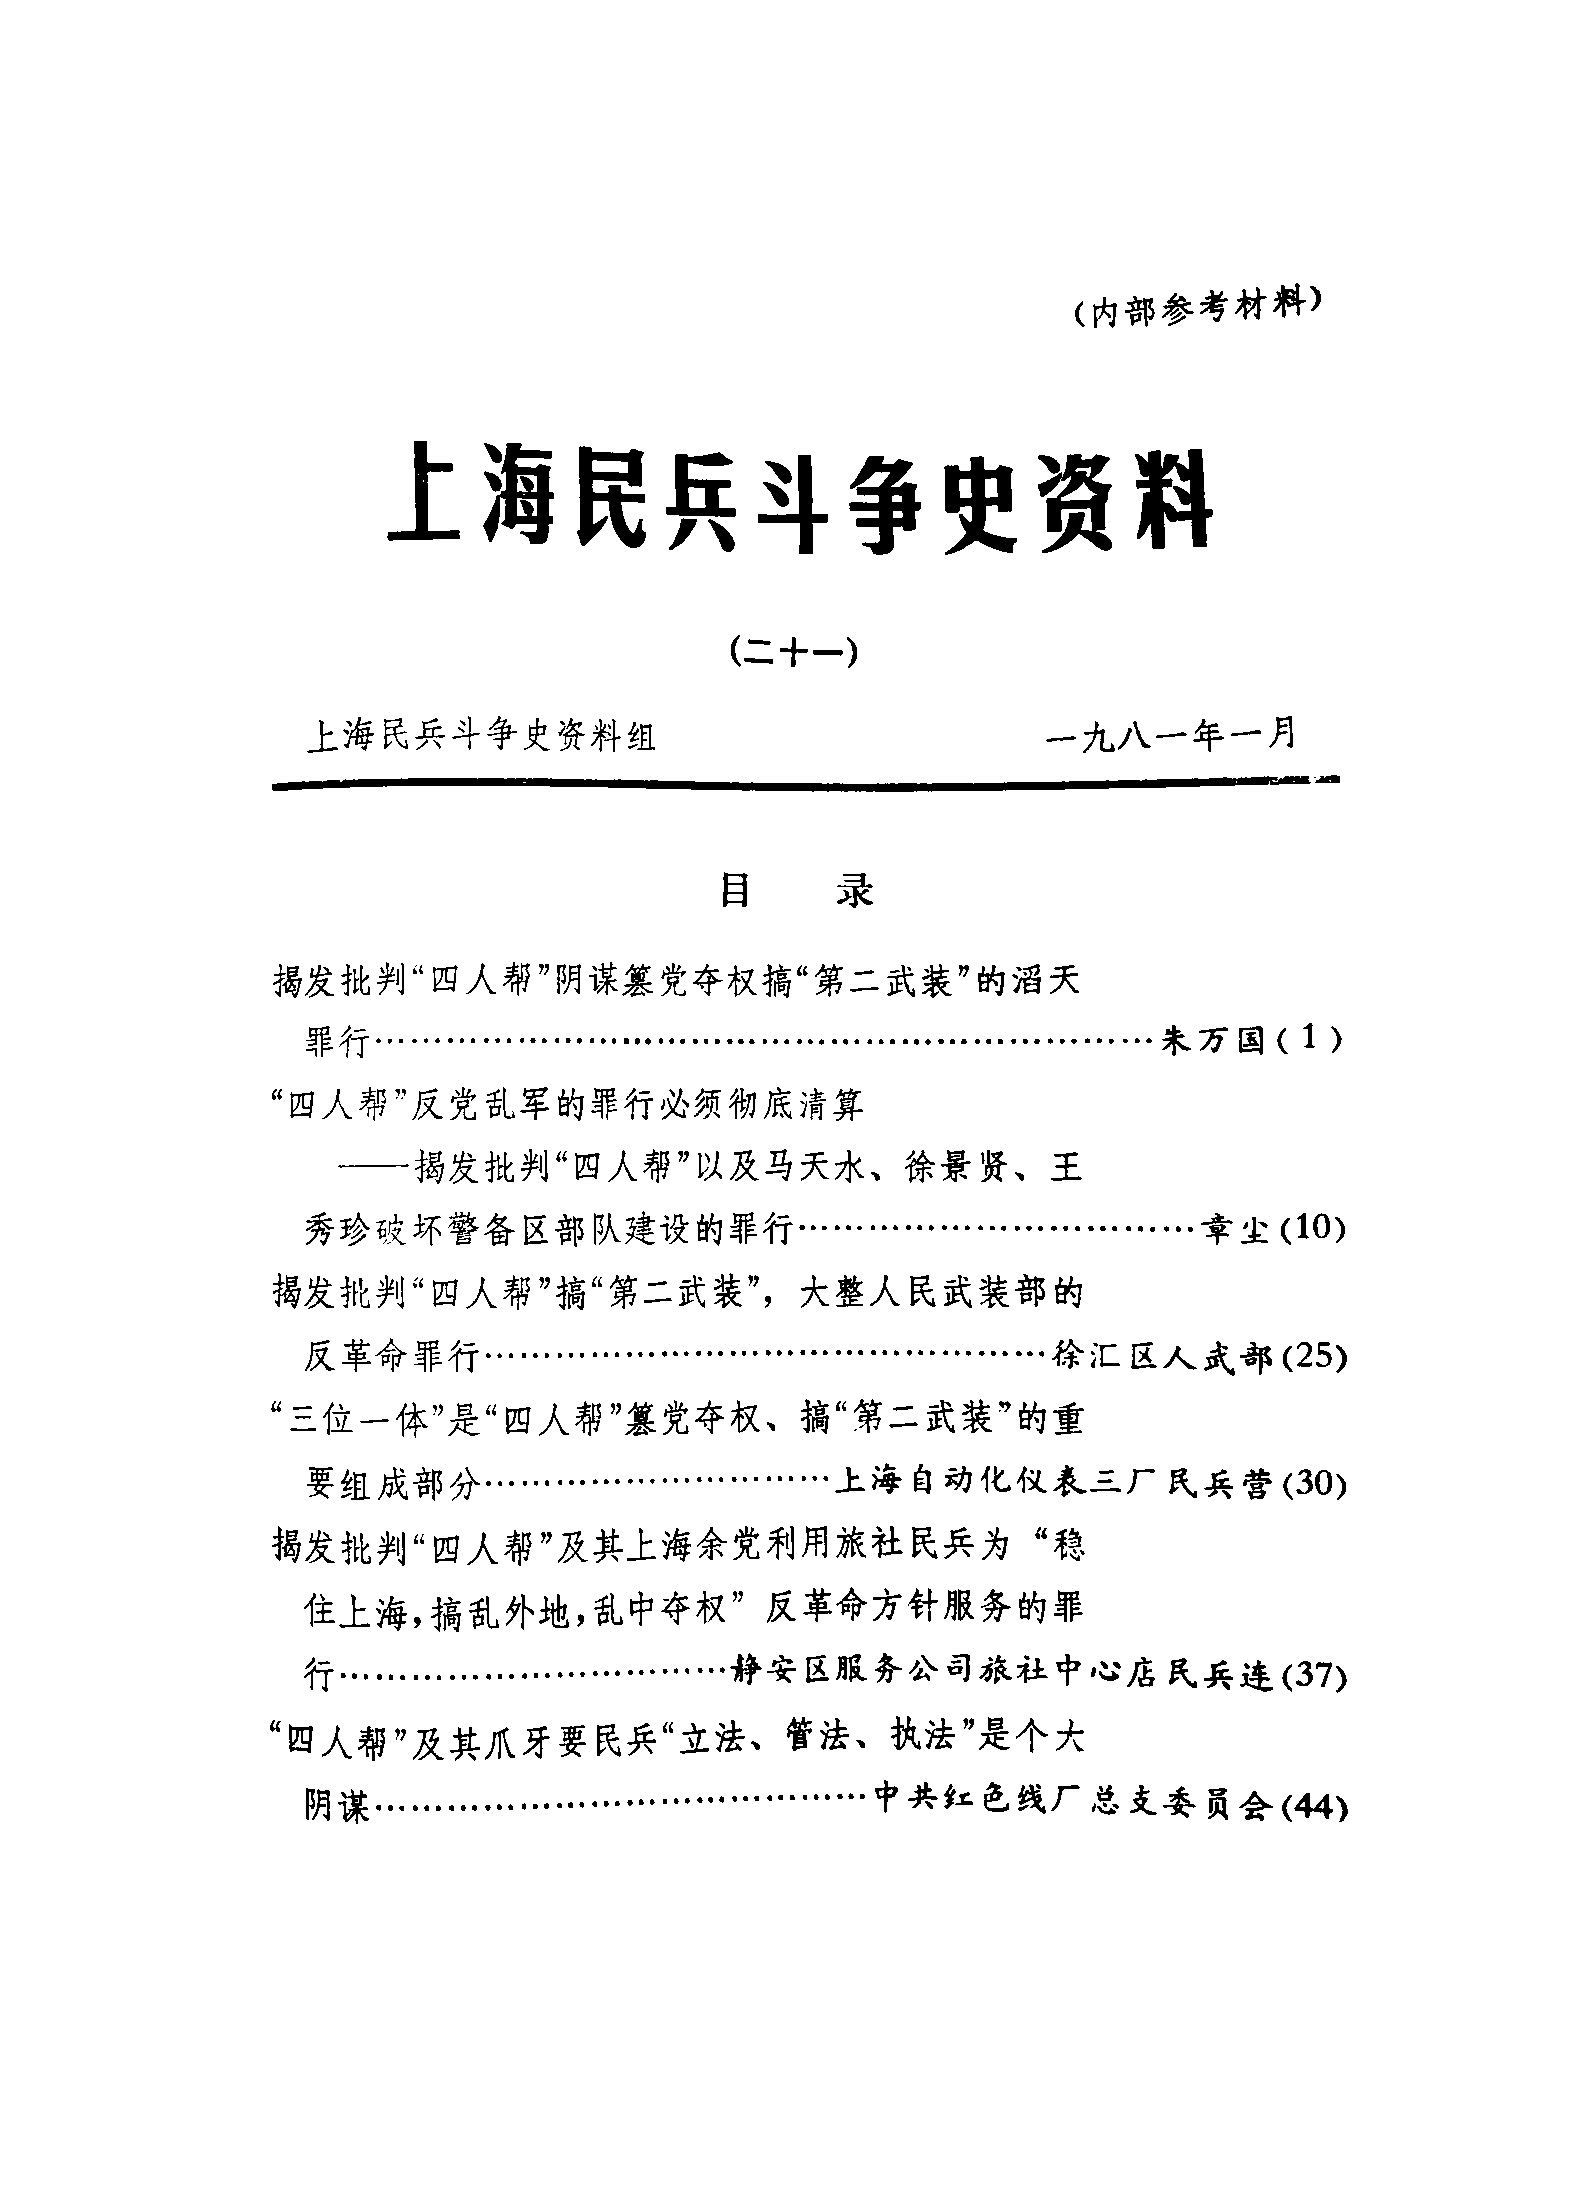 （内部参考材料）
上海民兵斗争史资料
（二十一）
上海民兵斗争史资料组 一九八一年一月
目 录
揭发批判“四人帮”阴谋篡党夺权搞“第二武装”的滔天
罪行……………………………………………………………朱万国（1）
“四人帮”反党乱军的罪行必须彻底清算
——揭发批判“四人帮”以及马天水、徐景贤、王
秀珍破坏警备区部队建设的罪行……………………………章尘（10）
揭发批判“四人帮”搞“第二武装”，大整人民武装部的
反革命罪行…………………………………………徐汇区人武部（25）
“三位一体”是“四人帮”篡党夺权、搞“第二武装”的重
要组成部分…………………………上海自动化仪表三厂民兵营（30）
揭发批判“四人帮”及其上海余党利用旅社民兵为“稳
住上海，搞乱外地，乱中夺权”反革命方针服务的罪
行……………………………静安区服务公司旅社中心店民兵连（37）
“四人帮”及其爪牙要民兵“立法、管法、执法”是个大
阴谋……………………………………中共红色线厂总支委员会（44）